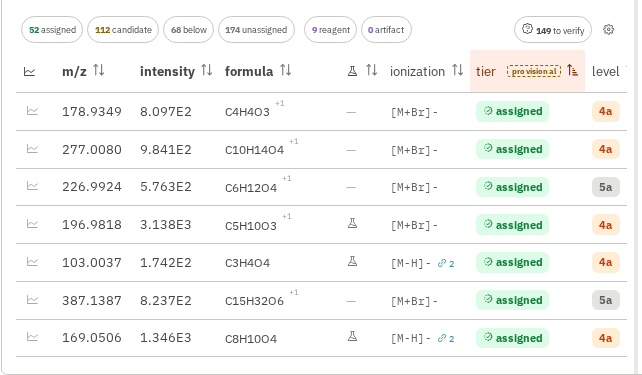 52 assigned 112 candidate 68 below 174 unassigned 9 reagent 0 artifact 149 to verify
m/z intensity formula ionization tier provisional level
178.9349 8.097E2 C4H4O3 +1 — [M+Br]- assigned 4a
277.0080 9.841E2 C10H14O4 +1 — [M+Br]- assigned 4a
226.9924 5.763E2 C6H12O4 +1 — [M+Br]- assigned 5a
196.9818 3.138E3 C5H10O3 +1 [M+Br]- assigned 4a
103.0037 1.742E2 C3H4O4 [M-H]- 2 assigned 4a
387.1387 8.237E2 C15H32O6 +1 — [M+Br]- assigned 5a
169.0506 1.346E3 C8H10O4 [M-H]- 2 assigned 4a